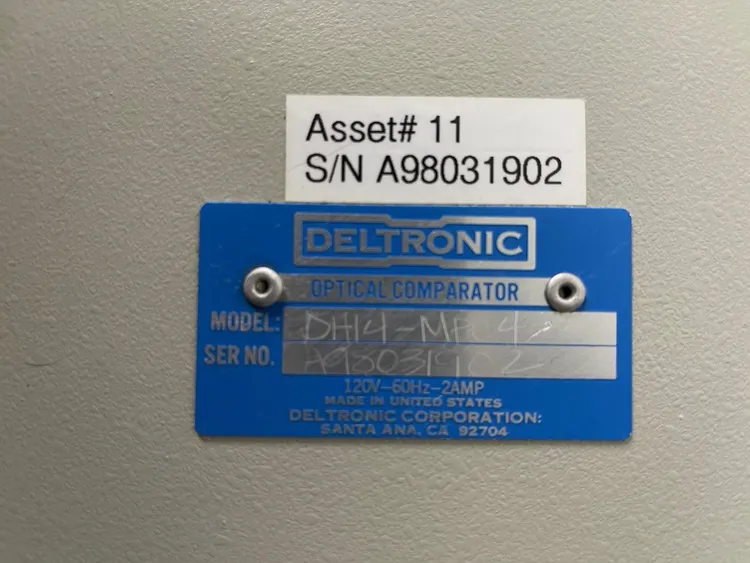 Asset# 11
S/N A98031902
DELTRONIC
OPTICAL COMPARATOR
MODEL:
SER NO. A98031902
120V-60Hz-2AMP
MADE IN UNITED STATES
DELTRONIC CORPORATION:
SANTA ANA, CA 92704